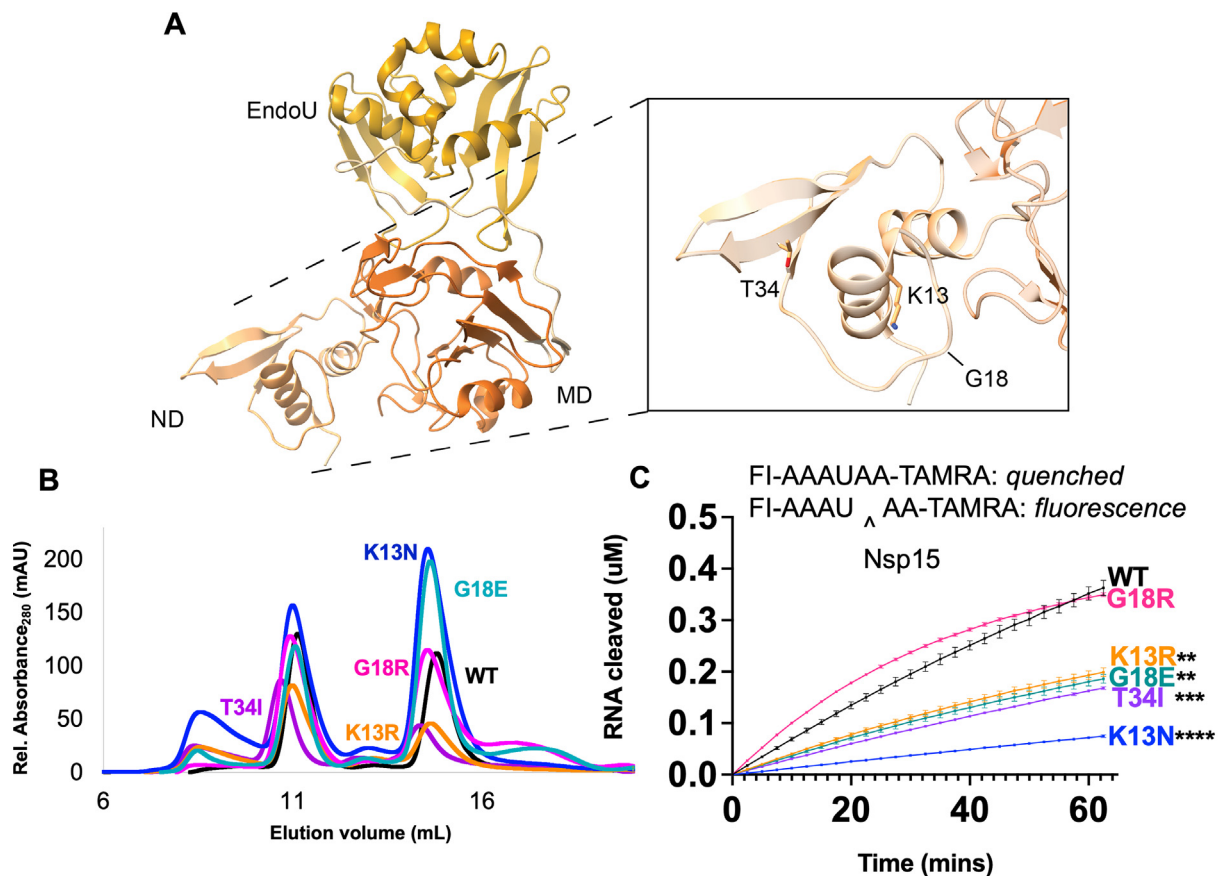 A
EndoU
ND
MD
T34
K13
G18
B
Rel. Absorbance280 (mAU)
200
150
100
50
0
6
11
16
Elution volume (mL)
K13N
G18E
G18R
WT
T34I
K13R
C
FI-AAAUAA-TAMRA: quenched
FI-AAAU ^ AA-TAMRA: fluorescence
Nsp15
RNA cleaved (uM)
0.5
0.4
0.3
0.2
0.1
0.0
0
20
40
60
Time (mins)
WT
G18R
K13R**
G18E**
T34I ***
K13N****